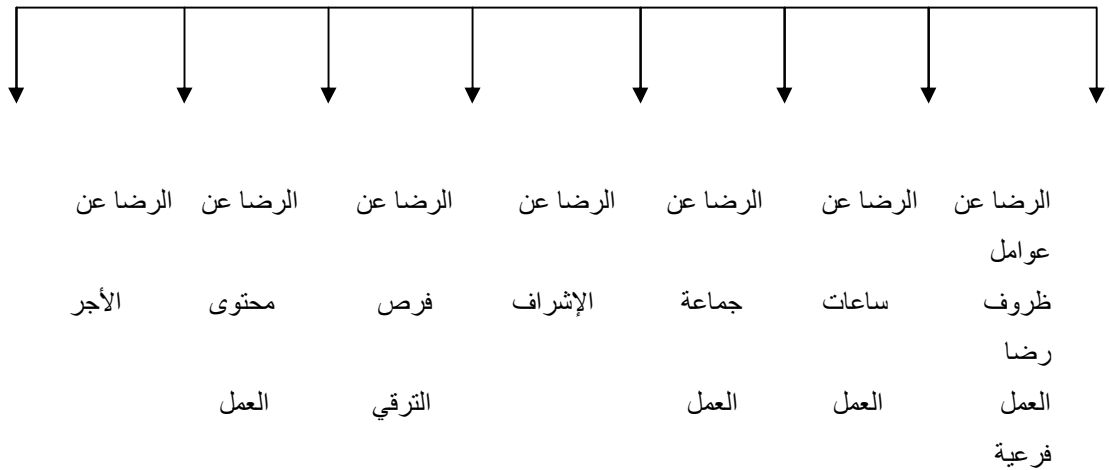 الرضا عن الرضا عن الرضا عن الرضا عن الرضا عن الرضا عن الرضا عن
عوامل
ظروف ساعات جماعة الإشراف فرص محتوى الأجر
رضا
العمل العمل العمل الترقي العمل
فرعية